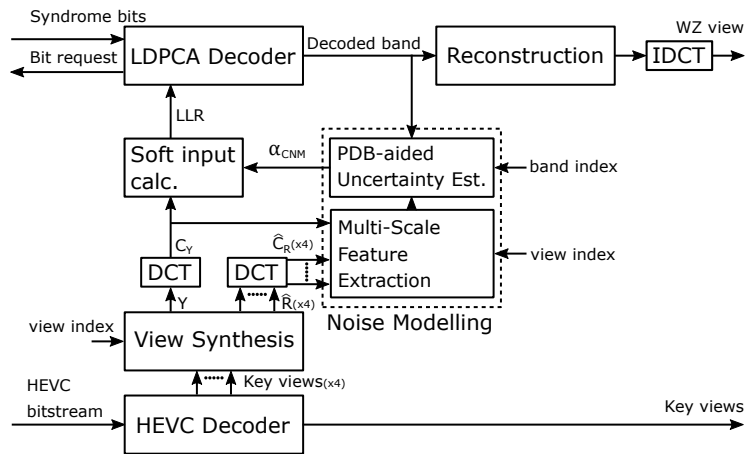 Syndrome bits
Bit request
LDPCA Decoder
Decoded band
Reconstruction
WZ view
IDCT
LLR
Soft input
calc.
α_CNM
PDB-aided
Uncertainty Est.
band index
Multi-Scale
Feature
Extraction
view index
C_Y
Ĉ_R(x4)
DCT
DCT
Y
R̂(x4)
Noise Modelling
view index
View Synthesis
Key views(x4)
HEVC
bitstream
HEVC Decoder
Key views